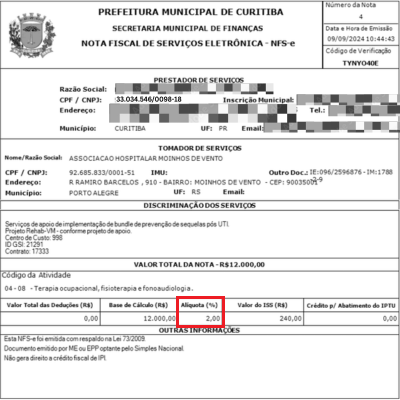 PREFEITURA MUNICIPAL DE CURITIBA
SECRETARIA MUNICIPAL DE FINANÇAS
NOTA FISCAL DE SERVIÇOS ELETRÔNICA - NFS-e
Número da Nota
4
Data e Hora de Emissão
09/09/2024 10:44:43
Código de Verificação
TYNYO40E
PRESTADOR DE SERVIÇOS
Razão Social:
CPF / CNPJ: 33.034.546/0098-18 Inscrição Municipal:
Endereço: Tel.:
Município: CURITIBA UF: PR Email:
TOMADOR DE SERVIÇOS
Nome/Razão Social: ASSOCIACAO HOSPITALAR MOINHOS DE VENTO
CPF / CNPJ: 92.685.833/0001-51 IMU: Outro Doc.: IE:096/2596876 - IM:1788
-2-9
Endereço: R.RAMIRO BARCELOS , 910 - BAIRRO: MOINHOS DE VENTO - CEP: 90035001
Município: PORTO ALEGRE UF: RS Email:
DISCRIMINAÇÃO DOS SERVIÇOS
Serviços de apoio de implementação de bundle de prevenção de sequelas pós UTI.
Projeto Rehab-VM - conforme projeto de apoio.
Centro de Custo: 998
ID GSI: 21291
Contrato: 17333
VALOR TOTAL DA NOTA - R$12.000,00
Código da Atividade
04 - 08 - Terapia ocupacional, fisioterapia e fonoaudiologia.
Valor Total das Deduções (R$) Base de Cálculo (R$) Alíquota (%) Valor do ISS (R$) Crédito p/ Abatimento do IPTU
0,00 12.000,00 2,00 240,00 0,00
OUTRAS INFORMAÇÕES
Esta NFS-e foi emitida com respaldo na Lei 73/2009.
Documento emitido por ME ou EPP optante pelo Simples Nacional.
Não gera direito a crédito fiscal de IPI.